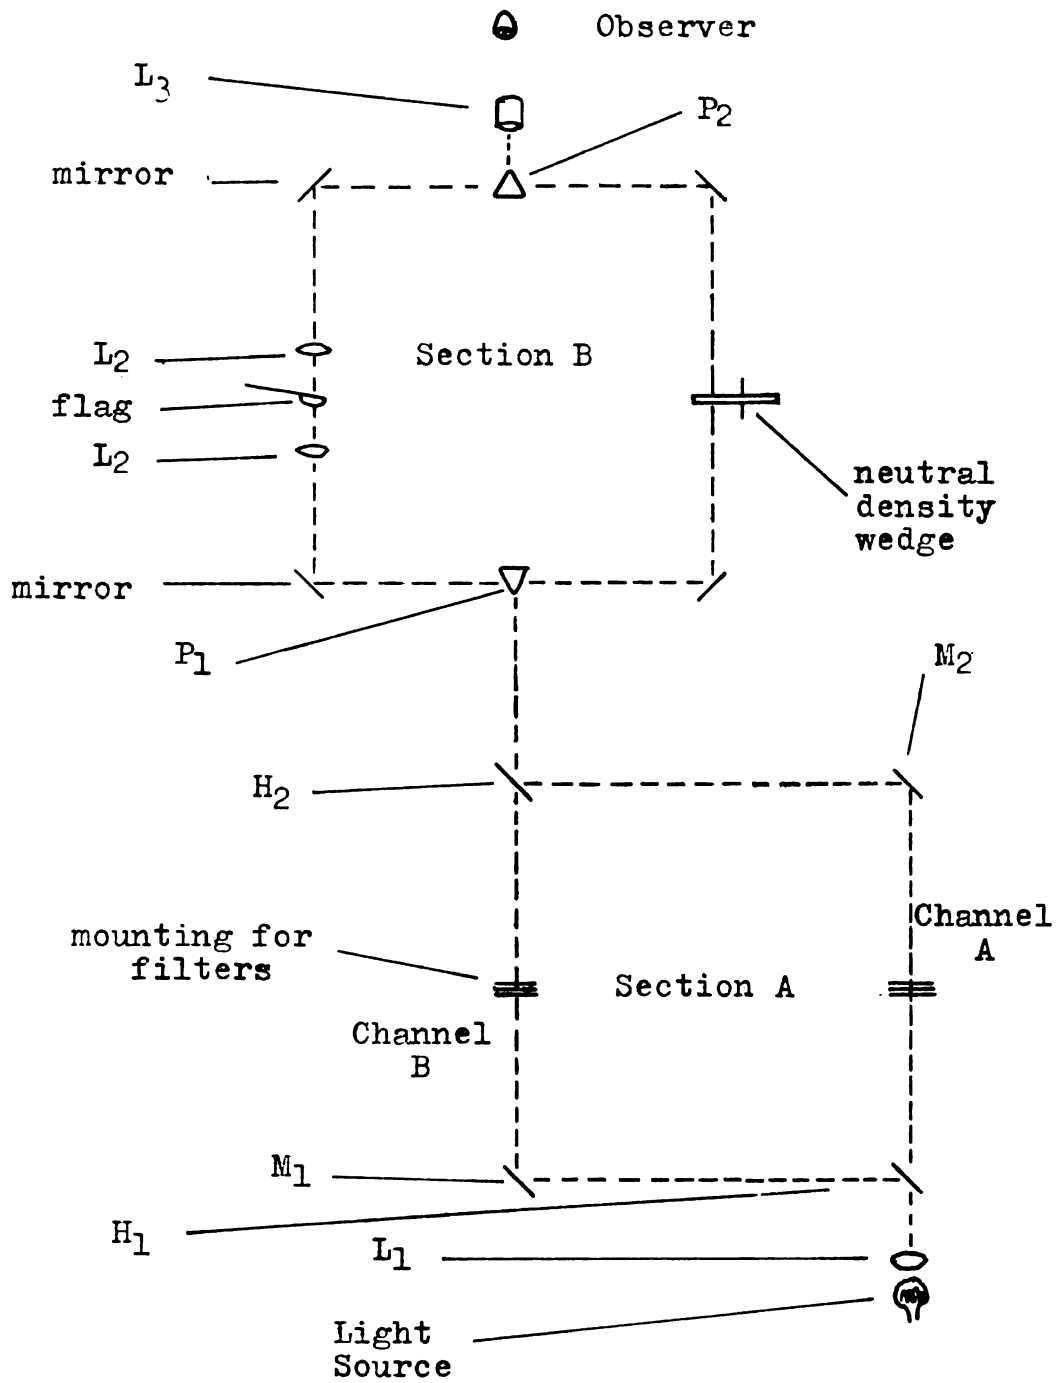 Observer
L3
P2
mirror
L2
Section B
flag
L2
neutral
density
wedge
mirror
P1
M2
H2
Channel
A
mounting for
filters
Section A
Channel
B
M1
H1
L1
Light
Source